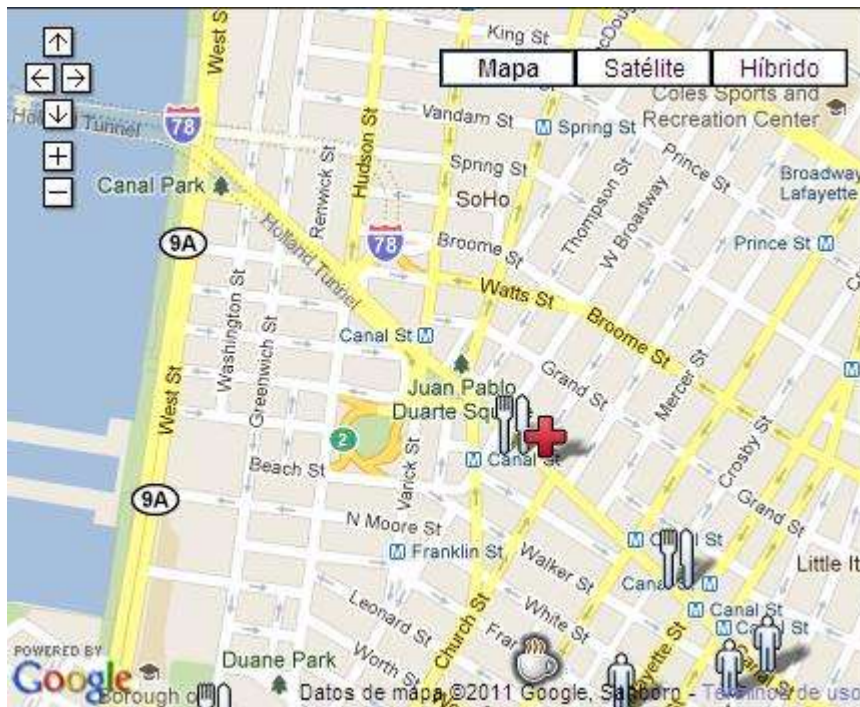 King St
West S
Mapa
Satélite
Híbrido
Coles Sports and
Recreation Center
Vandam St
Holland Tunnel
78
Hudson St
M Spring St
Spring St
Prince St
Broadway
Lafayette
Canal Park
Renwick St
SoHo
Thompson St
W Broadway
9A
Holland Tunnel
78
Broome St
Prince St M
Watts St
Washington St
Greenwich St
Canal St M
Broome St
Grand St
Mercer St
Juan Pablo
Duarte Sq
West St
2
Crosby St
Beach St
Varick St
M Canal St
9A
Grand St
N Moore St
M Franklin St
Walker St
Little It
Canal St M
Leonard St
White St
M Canal St
Church St
Worth St
POWERED BY
Google
Duane Park
Datos de mapa ©2011 Google, Sanborn - Términos de uso